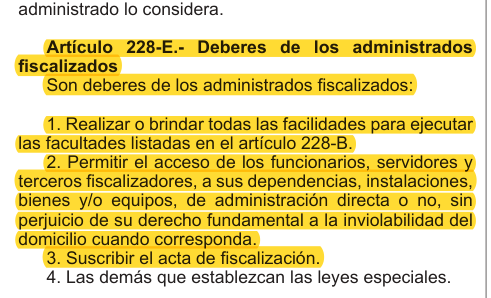 administrado lo considera.
Artículo 228-E.- Deberes de los administrados
fiscalizados
Son deberes de los administrados fiscalizados:
1. Realizar o brindar todas las facilidades para ejecutar
las facultades listadas en el artículo 228-B.
2. Permitir el acceso de los funcionarios, servidores y
terceros fiscalizadores, a sus dependencias, instalaciones,
bienes y/o equipos, de administración directa o no, sin
perjuicio de su derecho fundamental a la inviolabilidad del
domicilio cuando corresponda.
3. Suscribir el acta de fiscalización.
4. Las demás que establezcan las leyes especiales.